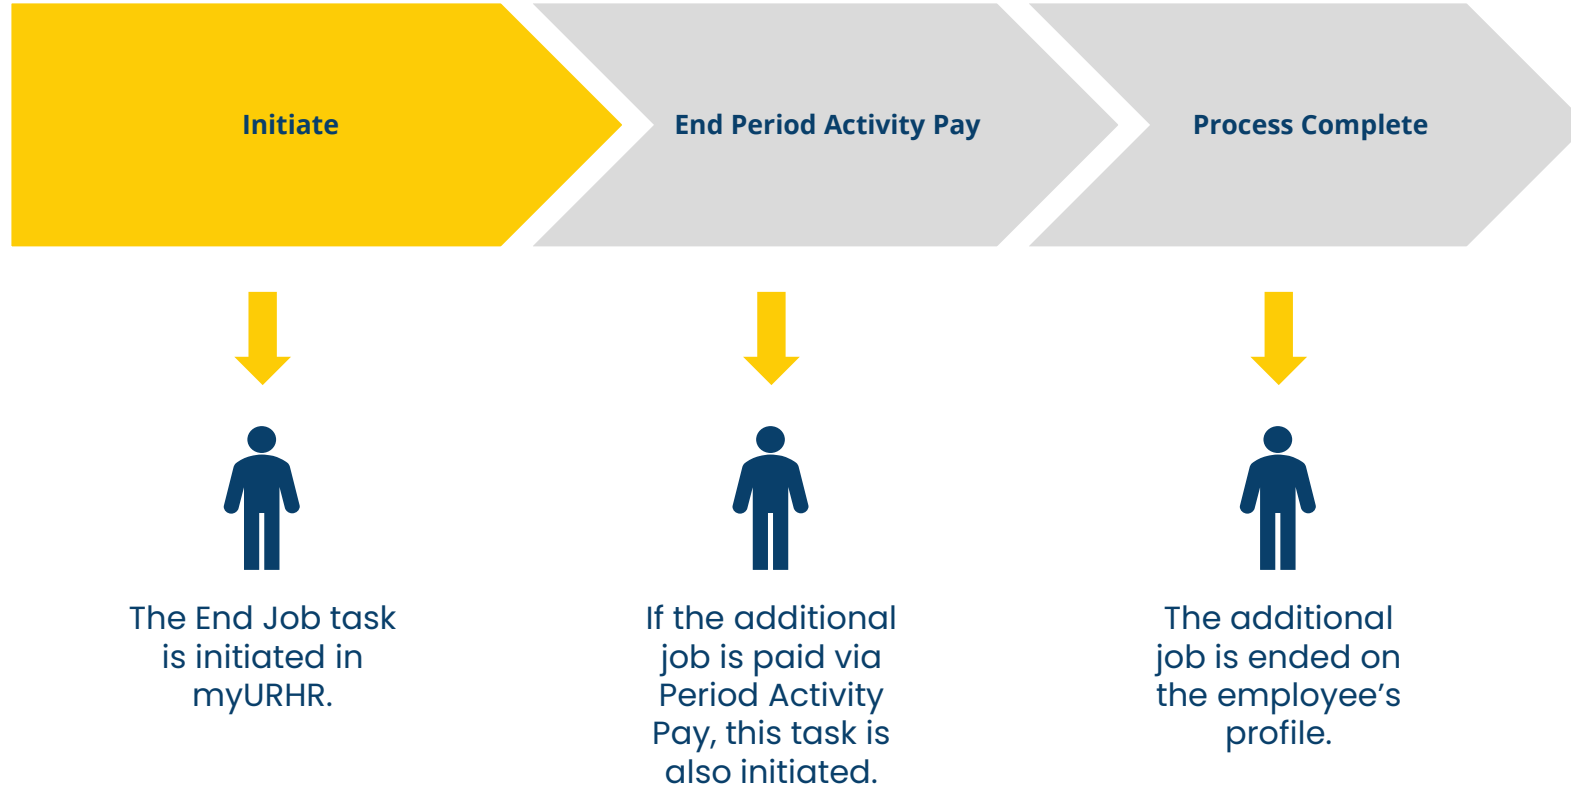 Initiate
End Period Activity Pay
Process Complete
The End Job task
is initiated in
myURHR.
If the additional
job is paid via
Period Activity
Pay, this task is
also initiated.
The additional
job is ended on
the employee’s
profile.